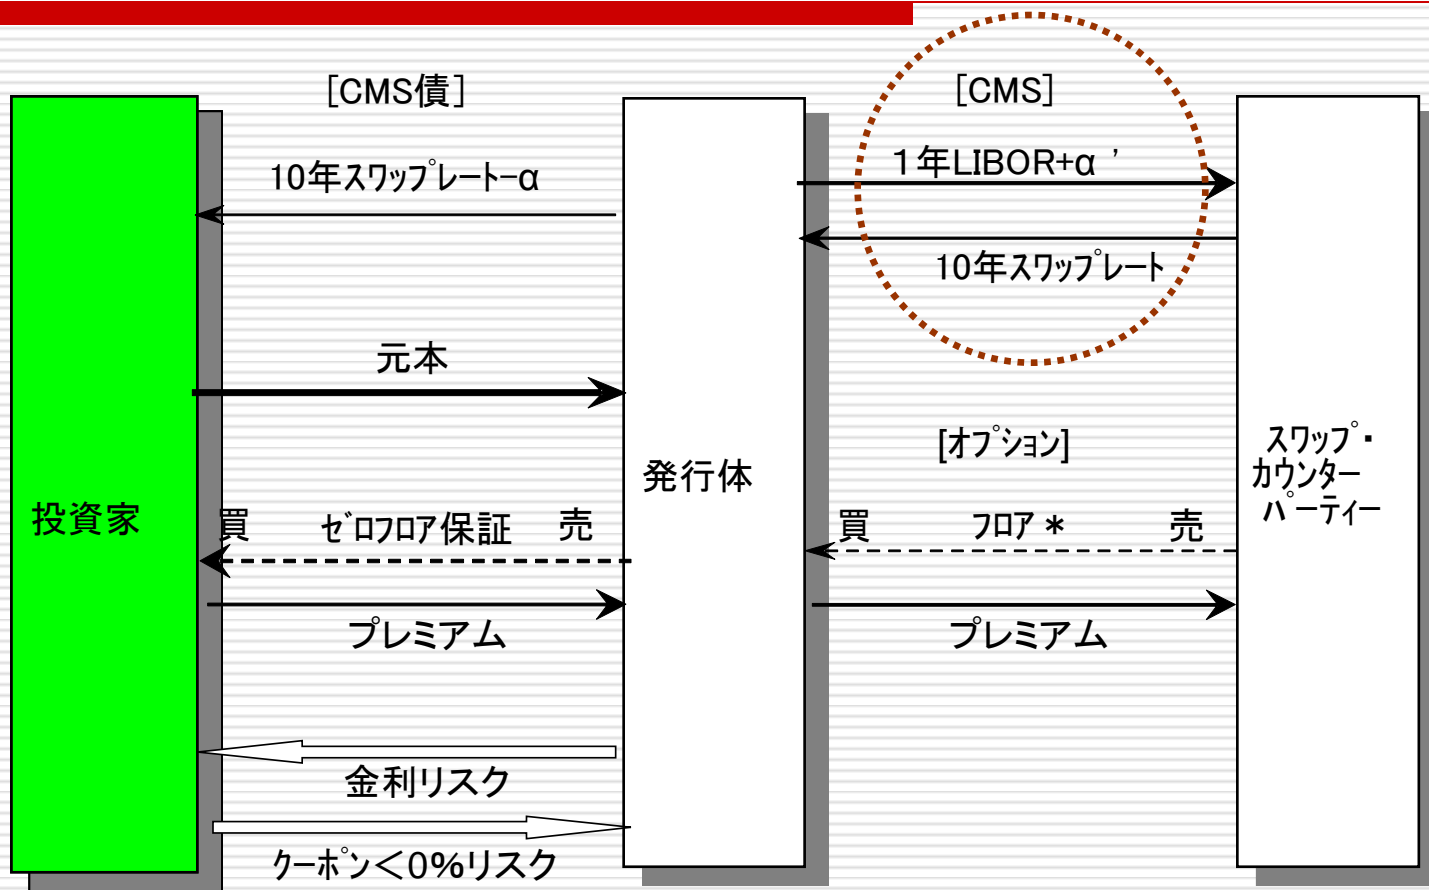 [CMS債]
[CMS]
10年スワップレート−α
１年LIBOR+α ’
10年スワップレート
元本
[オプション]
投資家
発行体
スワップ・
カウンター
パーティー
買 ゼロフロア保証 売
買 フロア * 売
プレミアム
プレミアム
金利リスク
クーポン＜0%リスク